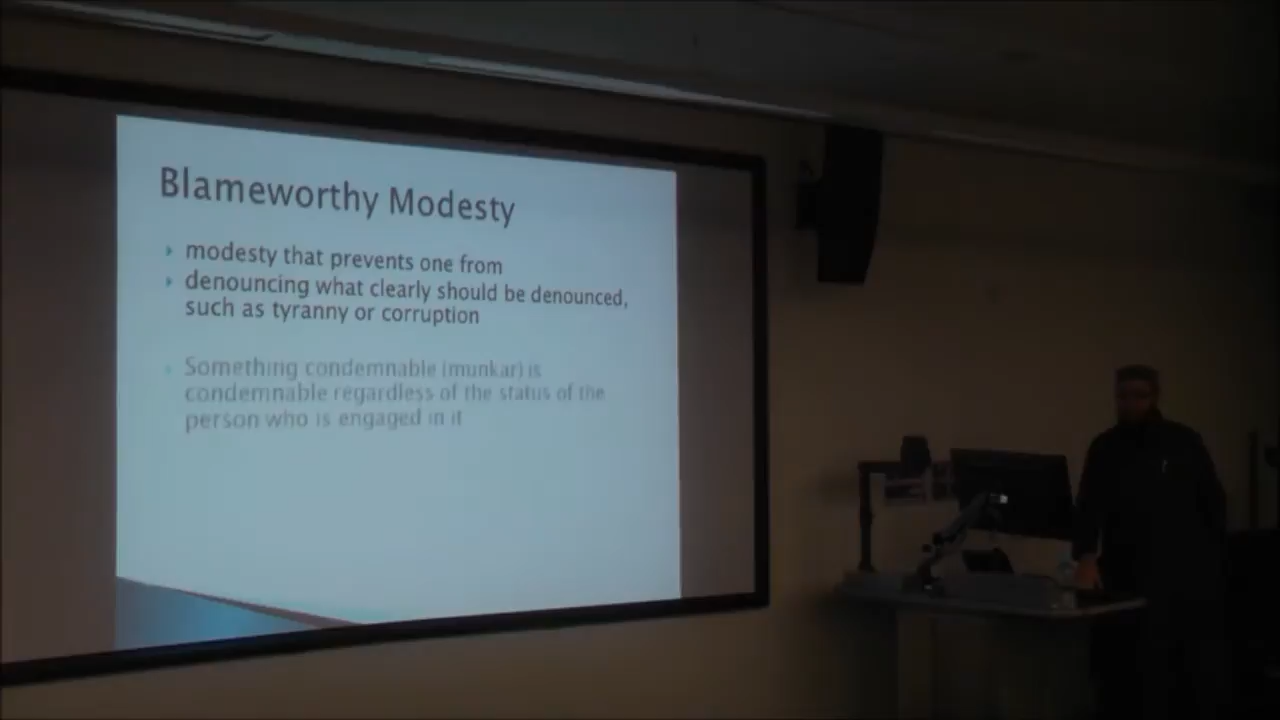 Blameworthy Modesty
modesty that prevents one from
denouncing what clearly should be denounced,
such as tyranny or corruption
Something condemnable (munkar) is
condemnable regardless of the status of the
person who is engaged in it